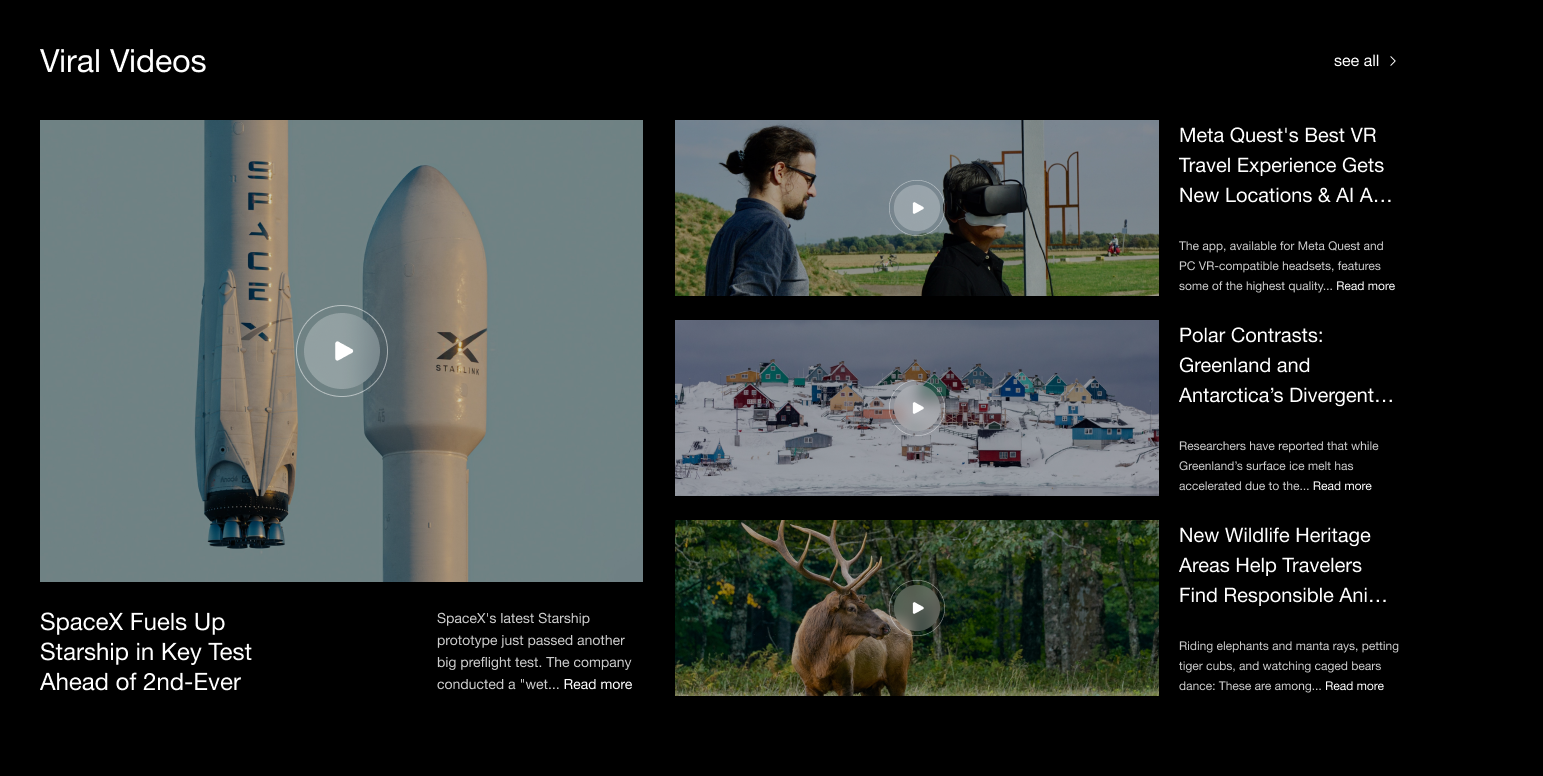 Viral Videos
see all
SPACE X
STARLINK
SpaceX Fuels Up
Starship in Key Test
Ahead of 2nd-Ever
SpaceX's latest Starship
prototype just passed another
big preflight test. The company
conducted a "wet... Read more
Meta Quest's Best VR
Travel Experience Gets
New Locations & AI A…
The app, available for Meta Quest and
PC VR-compatible headsets, features
some of the highest quality... Read more
Polar Contrasts:
Greenland and
Antarctica’s Divergent…
Researchers have reported that while
Greenland’s surface ice melt has
accelerated due to the... Read more
New Wildlife Heritage
Areas Help Travelers
Find Responsible Ani…
Riding elephants and manta rays, petting
tiger cubs, and watching caged bears
dance: These are among... Read more